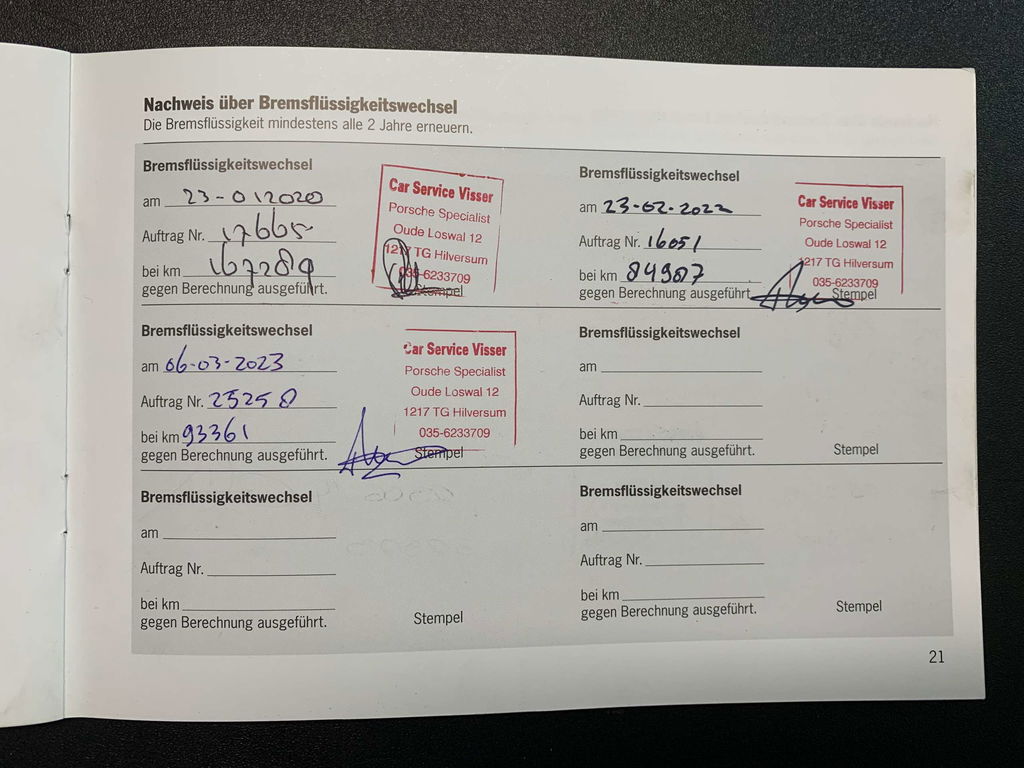 Nachweis über Bremsflüssigkeitswechsel
Die Bremsflüssigkeit mindestens alle 2 Jahre erneuern.
Bremsflüssigkeitswechsel
am 23-01 2020
Auftrag Nr. 17665
bei km 167289
gegen Berechnung ausgeführt.
Car Service Visser
Porsche Specialist
Oude Loswal 12
1217 TG Hilversum
035-6233709
Stempel
Bremsflüssigkeitswechsel
am 23-02-2022
Auftrag Nr. 16051
bei km 84987
gegen Berechnung ausgeführt.
Car Service Visser
Porsche Specialist
Oude Loswal 12
1217 TG Hilversum
035-6233709
Stempel
Bremsflüssigkeitswechsel
am 06-03-2023
Auftrag Nr. 23258
bei km 93361
gegen Berechnung ausgeführt.
Car Service Visser
Porsche Specialist
Oude Loswal 12
1217 TG Hilversum
035-6233709
Stempel
Bremsflüssigkeitswechsel
am
Auftrag Nr.
bei km
gegen Berechnung ausgeführt.
Stempel
Bremsflüssigkeitswechsel
am
Auftrag Nr.
bei km
gegen Berechnung ausgeführt.
Stempel
Bremsflüssigkeitswechsel
am
Auftrag Nr.
bei km
gegen Berechnung ausgeführt.
Stempel
21